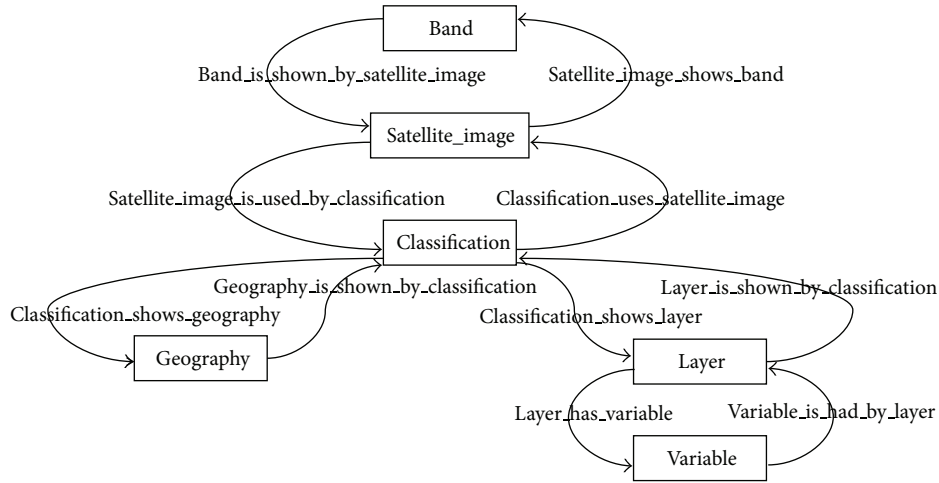 Band
Band_is_shown_by_satellite_image
Satellite_image_shows_band
Satellite_image
Satellite_image_is_used_by_classification
Classification_uses_satellite_image
Classification
Geography_is_shown_by_classification
Layer_is_shown_by_classification
Classification_shows_geography
Classification_shows_layer
Geography
Layer
Layer_has_variable
Variable_is_had_by_layer
Variable